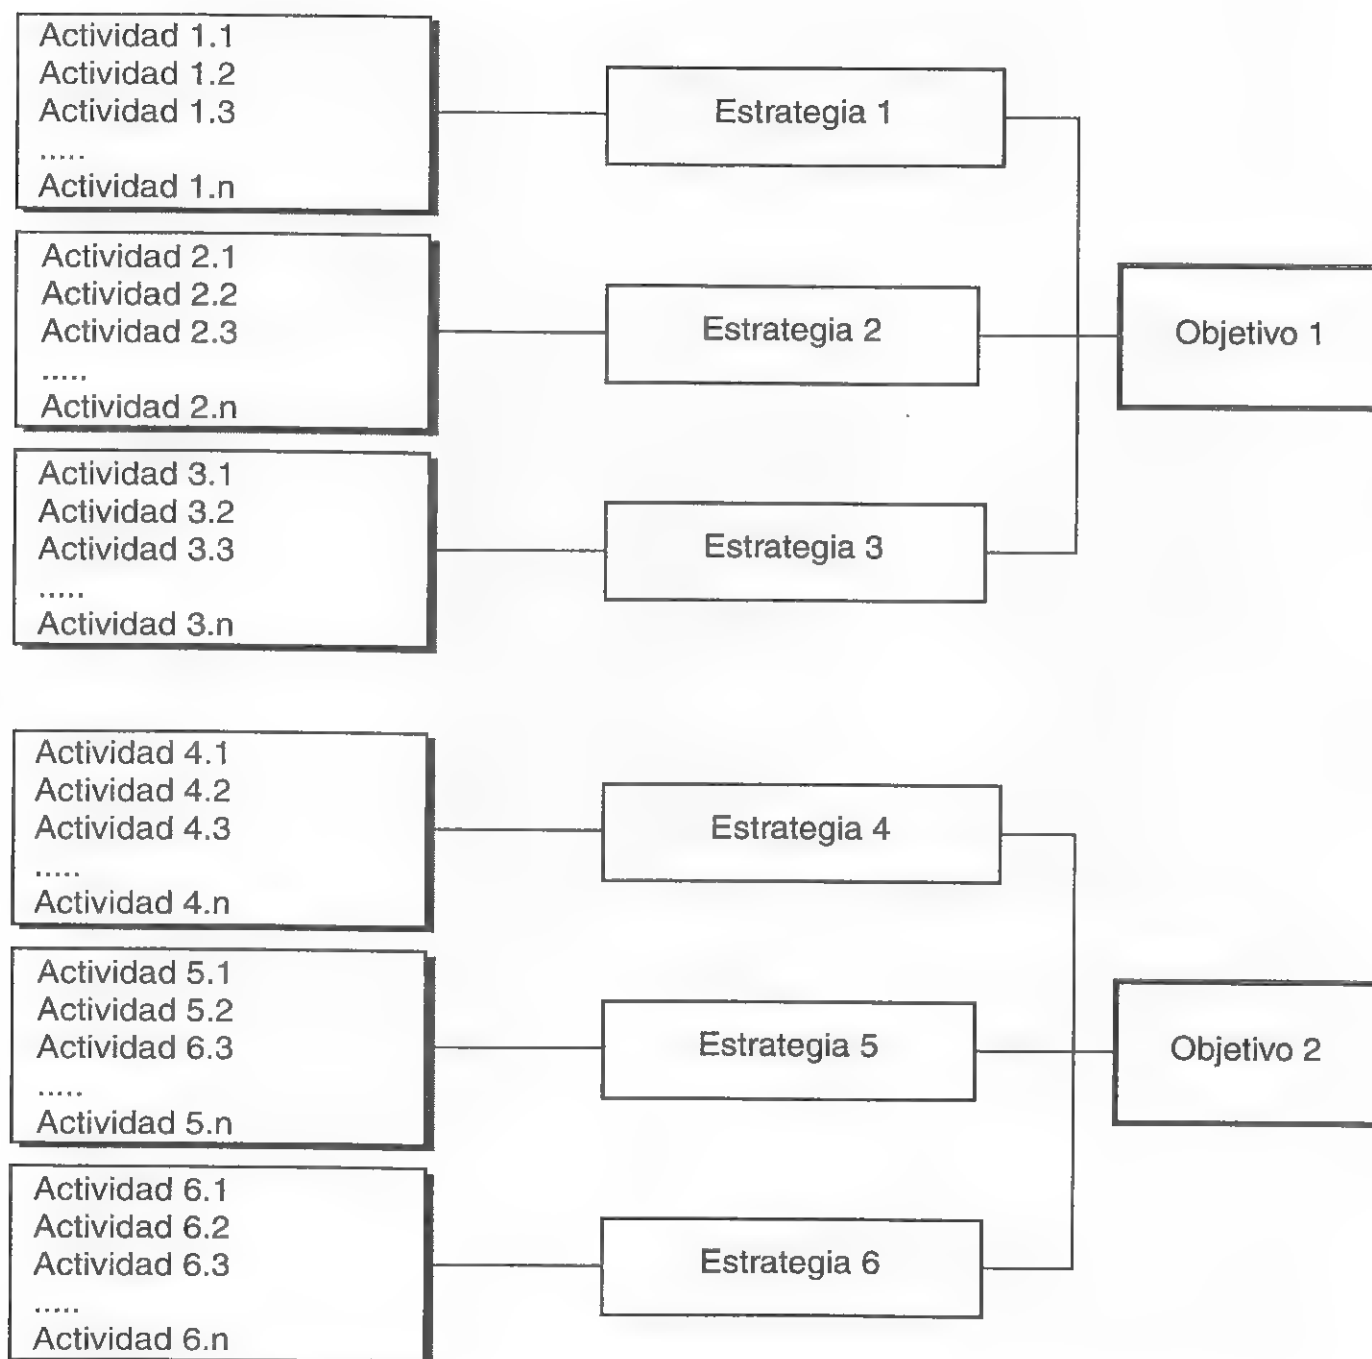 Actividad 1.1
Actividad 1.2
Actividad 1.3
.....
Actividad 1.n
Estrategia 1
Actividad 2.1
Actividad 2.2
Actividad 2.3
.....
Actividad 2.n
Estrategia 2
Actividad 3.1
Actividad 3.2
Actividad 3.3
.....
Actividad 3.n
Estrategia 3
Objetivo 1
Actividad 4.1
Actividad 4.2
Actividad 4.3
.....
Actividad 4.n
Estrategia 4
Actividad 5.1
Actividad 5.2
Actividad 6.3
.....
Actividad 5.n
Estrategia 5
Actividad 6.1
Actividad 6.2
Actividad 6.3
.....
Actividad 6.n
Estrategia 6
Objetivo 2